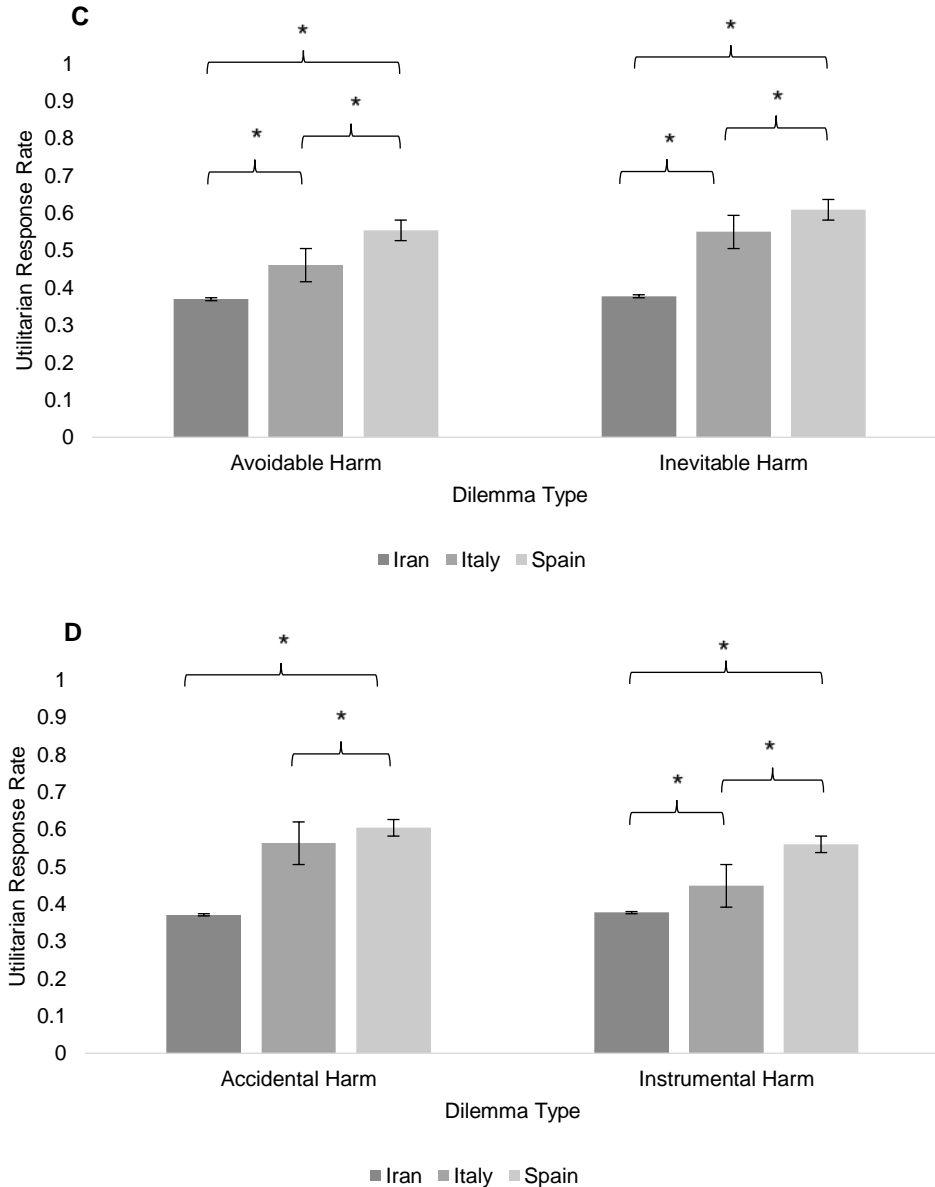 C
*
*
*
*
*
*
1
0.9
0.8
0.7
0.6
0.5
0.4
0.3
0.2
0.1
0
Utilitarian Response Rate
Avoidable Harm
Inevitable Harm
Dilemma Type
Iran Italy Spain
D
*
*
*
*
*
1
0.9
0.8
0.7
0.6
0.5
0.4
0.3
0.2
0.1
0
Utilitarian Response Rate
Accidental Harm
Instrumental Harm
Dilemma Type
Iran Italy Spain